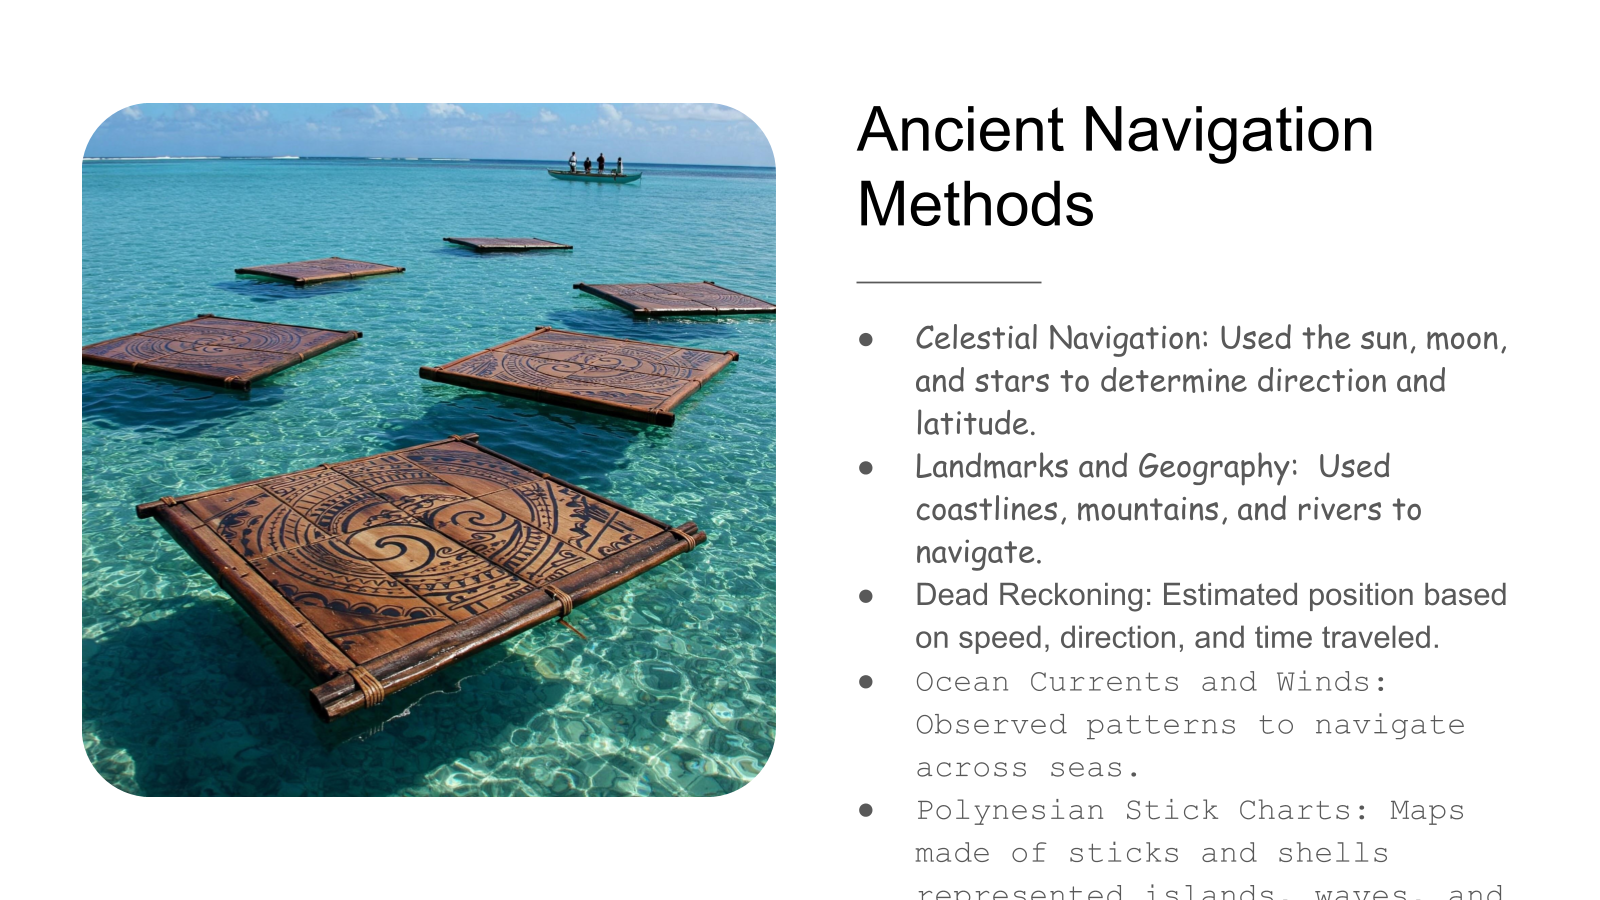 Ancient Navigation
Methods
● Celestial Navigation: Used the sun, moon,
and stars to determine direction and
latitude.
● Landmarks and Geography:  Used
coastlines, mountains, and rivers to
navigate.
● Dead Reckoning: Estimated position based
on speed, direction, and time traveled.
● Ocean Currents and Winds:
Observed patterns to navigate
across seas.
● Polynesian Stick Charts: Maps
made of sticks and shells
represented islands, waves, and